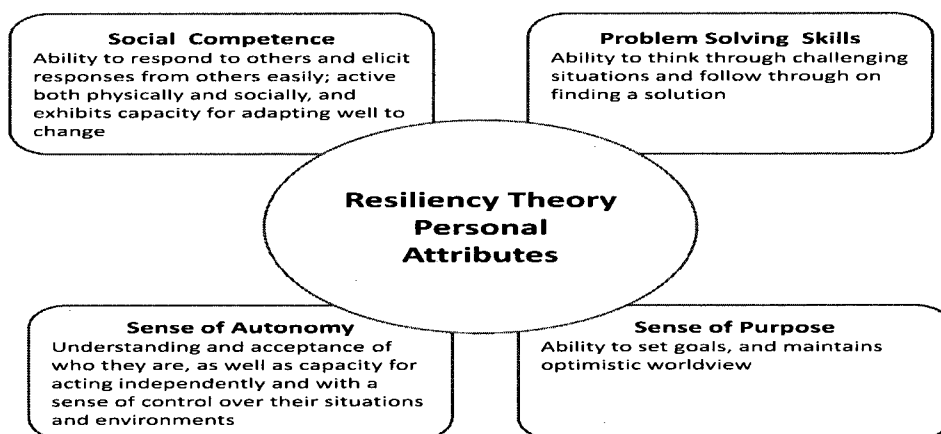 Social Competence
Ability to respond to others and elicit
responses from others easily; active
both physically and socially, and
exhibits capacity for adapting well to
change
Problem Solving Skills
Ability to think through challenging
situations and follow through on
finding a solution
Resiliency Theory
Personal
Attributes
Sense of Autonomy
Understanding and acceptance of
who they are, as well as capacity for
acting independently and with a
sense of control over their situations
and environments
Sense of Purpose
Ability to set goals, and maintains
optimistic worldview